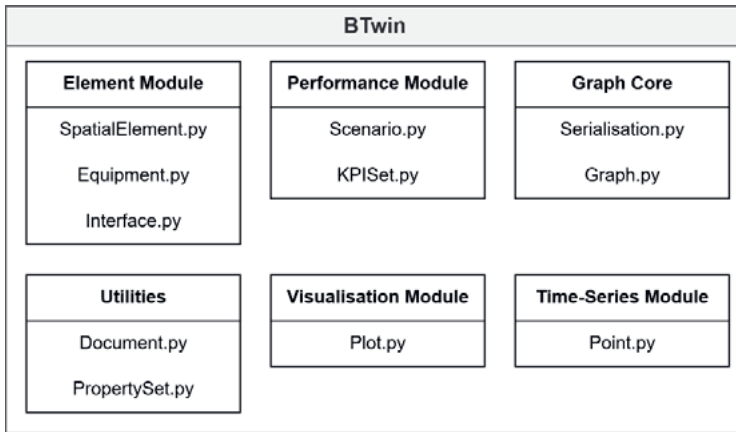 BTwin
Element Module
SpatialElement.py
Equipment.py
Interface.py
Performance Module
Scenario.py
KPISet.py
Graph Core
Serialisation.py
Graph.py
Utilities
Document.py
PropertySet.py
Visualisation Module
Plot.py
Time-Series Module
Point.py